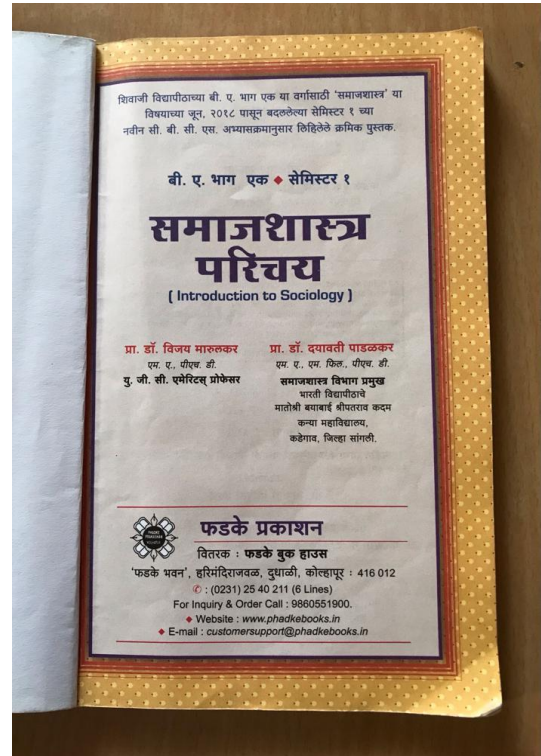 शिवाजी विद्यापीठाच्या बी. ए. भाग एक या वर्गासाठी 'समाजशास्त्र' या
विषयाच्या जून, २०१८ पासून बदललेल्या सेमिस्टर १ च्या
नवीन सी. बी. सी. एस. अभ्यासक्रमानुसार लिहिलेले क्रमिक पुस्तक.
बी. ए. भाग एक ◆ सेमिस्टर १
समाजशास्त्र
परिचय
( Introduction to Sociology )
प्रा. डॉ. विजय मारुलकर
एम. ए., पीएच. डी.
यु. जी. सी. एमेरिटस् प्रोफेसर
प्रा. डॉ. दयावती पाडळकर
एम. ए., एम. फिल., पीएच. डी.
समाजशास्त्र विभाग प्रमुख
भारती विद्यापीठाचे
मातोश्री बयाबाई श्रीपतराव कदम
कन्या महाविद्यालय,
कडेगाव, जिल्हा सांगली.
फडके प्रकाशन
वितरक : फडके बुक हाउस
'फडके भवन', हरिमंदिराजवळ, दुधाळी, कोल्हापूर : 416 012
✆ : (0231) 25 40 211 (6 Lines)
For Inquiry & Order Call : 9860551900.
◆ Website : www.phadkebooks.in
◆ E-mail : customersupport@phadkebooks.in